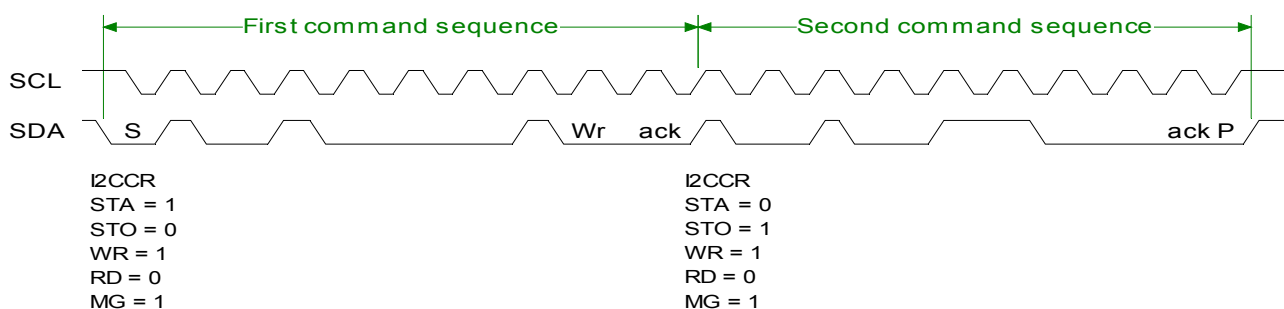 First command sequence Second command sequence
SCL
SDA S Wr ack ack P
I2CCR I2CCR
STA = 1 STA = 0
STO = 0 STO = 1
WR = 1 WR = 1
RD = 0 RD = 0
MG = 1 MG = 1